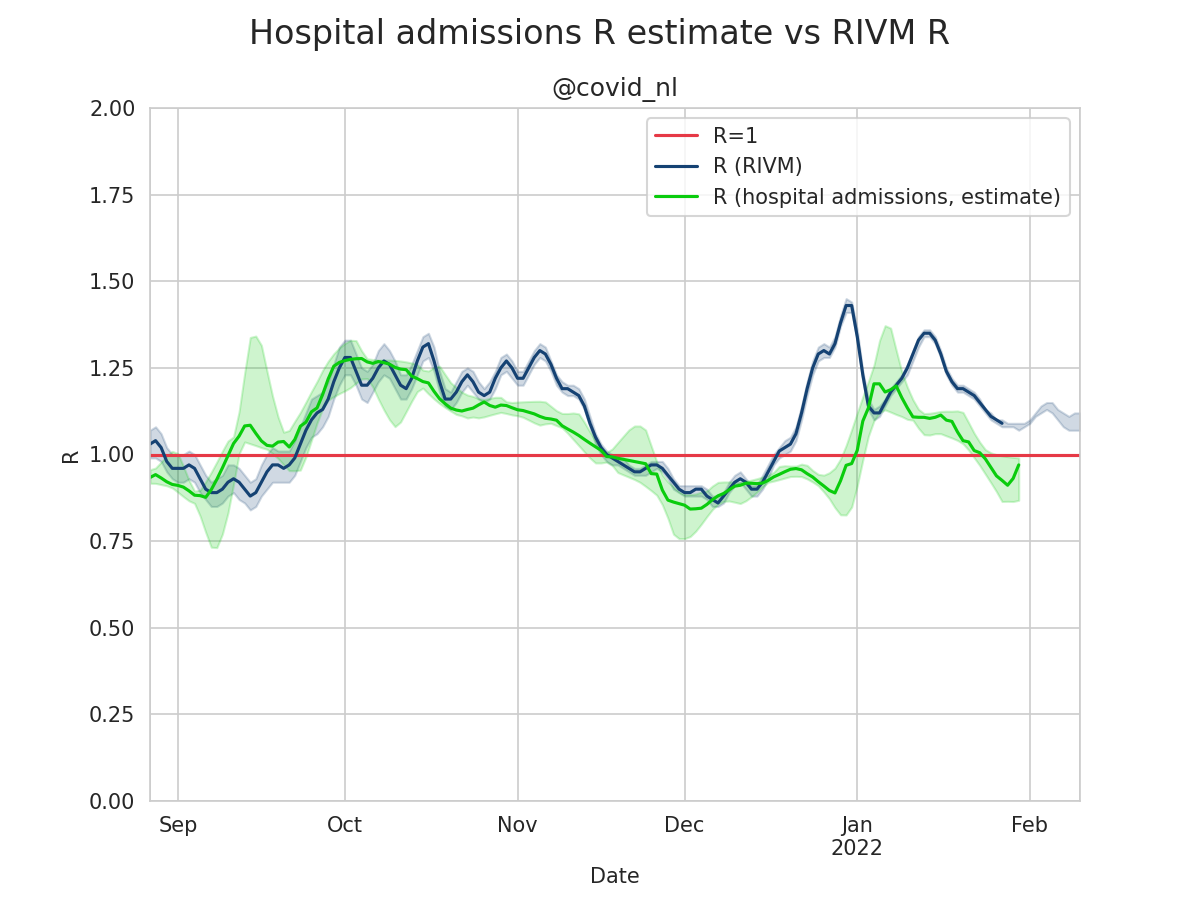 Hospital admissions R estimate vs RIVM R
@covid_nl
R=1
R (RIVM)
R (hospital admissions, estimate)
2.00
1.75
1.50
1.25
1.00
0.75
0.50
0.25
0.00
R
Sep Oct Nov Dec Jan Feb
2022
Date